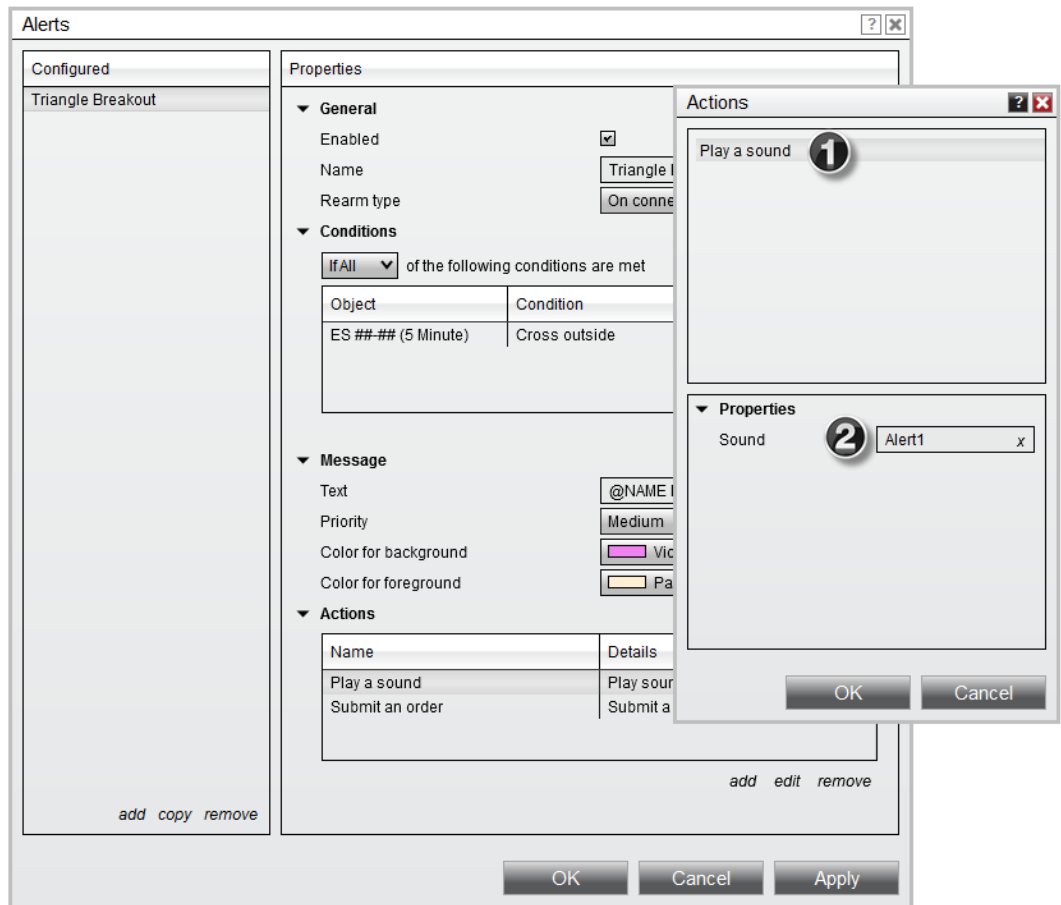 Alerts
Configured
Triangle Breakout
add copy remove
Properties
General
Enabled
Name Triangle
Rearm type On conne
Conditions
If All of the following conditions are met
Object Condition
ES ##-## (5 Minute) Cross outside
Message
Text @NAME
Priority Medium
Color for background Vio
Color for foreground Pa
Actions
Name Details
Play a sound Play soun
Submit an order Submit a
add edit remove
OK Cancel Apply
Actions
? x
Play a sound 1
Properties
Sound 2 Alert1 x
OK Cancel